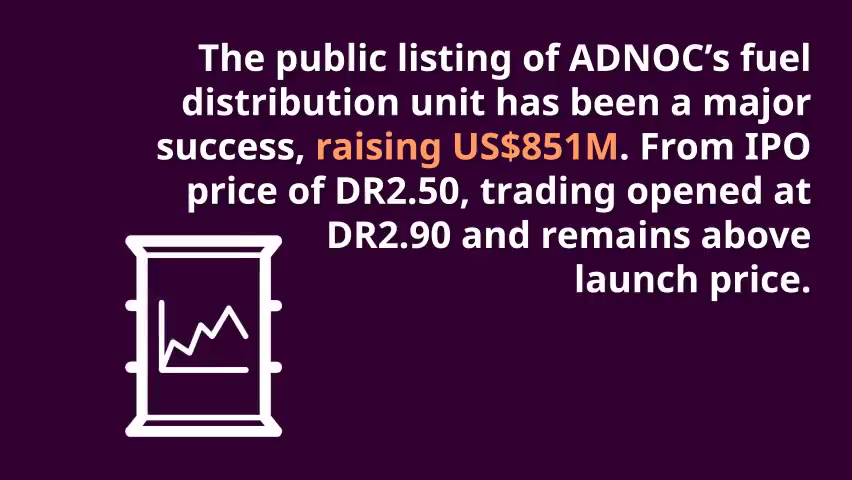 The public listing of ADNOC’s fuel
distribution unit has been a major
success, raising US$851M. From IPO
price of DR2.50, trading opened at
DR2.90 and remains above
launch price.